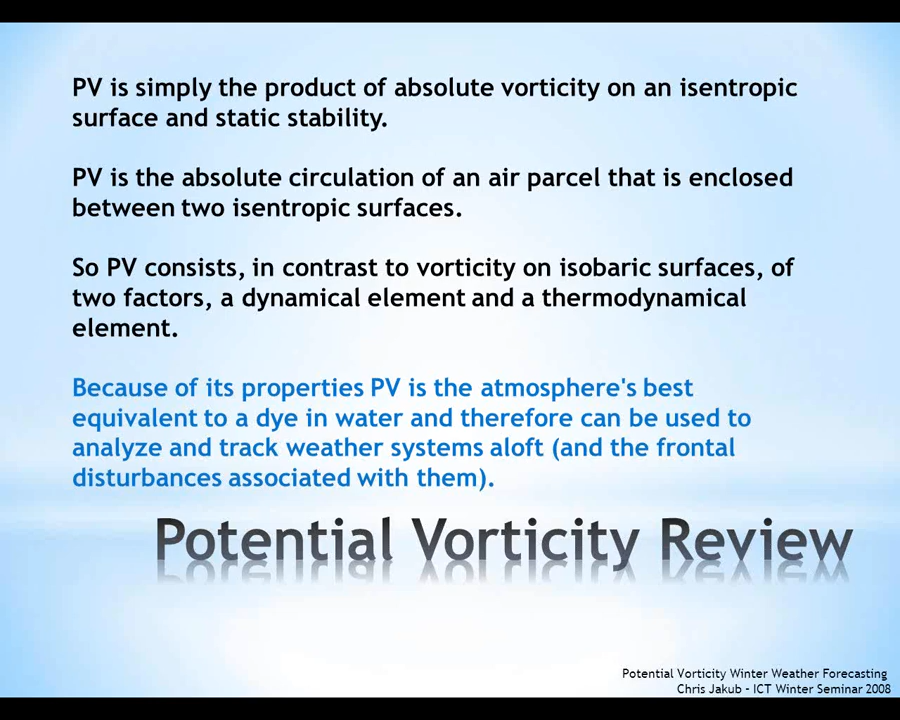 PV is simply the product of absolute vorticity on an isentropic
surface and static stability.
PV is the absolute circulation of an air parcel that is enclosed
between two isentropic surfaces.
So PV consists, in contrast to vorticity on isobaric surfaces, of
two factors, a dynamical element and a thermodynamical
element.
Because of its properties PV is the atmosphere's best
equivalent to a dye in water and therefore can be used to
analyze and track weather systems aloft (and the frontal
disturbances associated with them).
Potential Vorticity Review
Potential Vorticity Winter Weather Forecasting
Chris Jakub - ICT Winter Seminar 2008